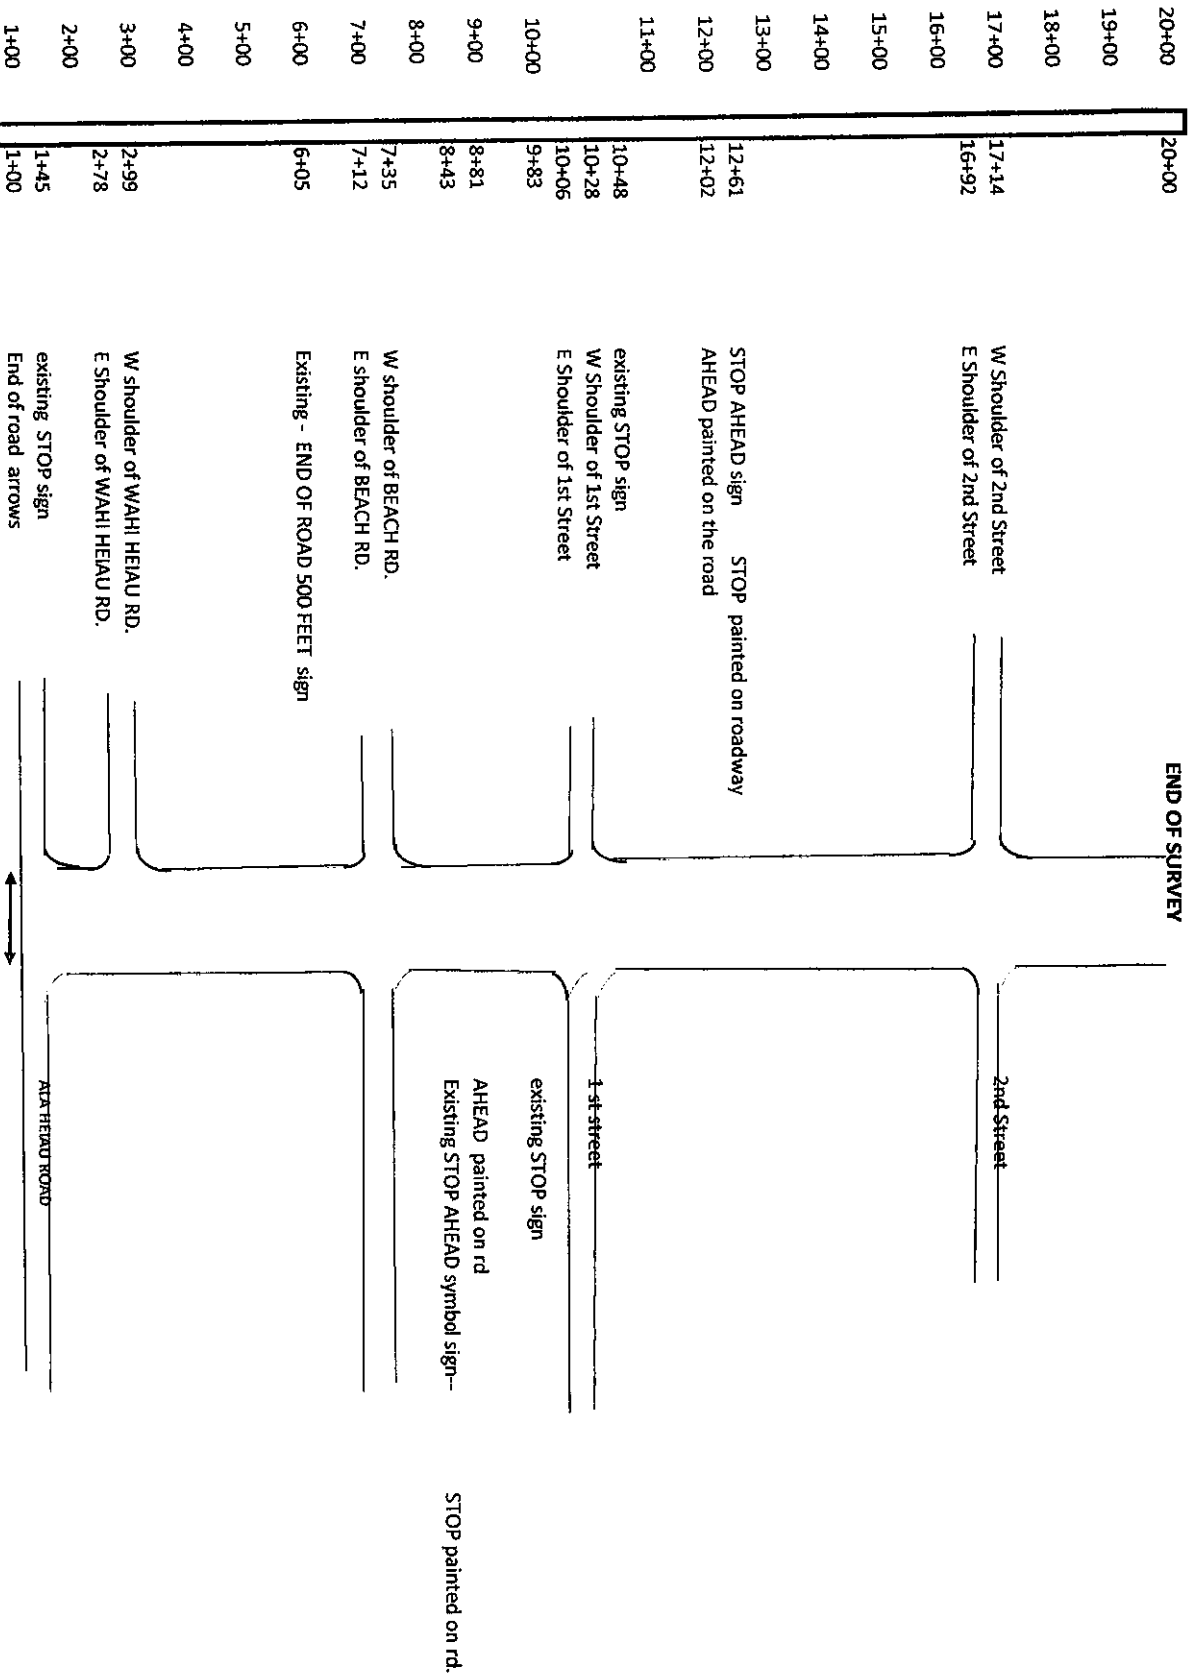 END OF SURVEY
20+00 20+00
19+00
18+00
17+00 17+14 W Shoulder of 2nd Street 2nd Street
16+92 E Shoulder of 2nd Street
16+00
15+00
14+00
13+00
12+61 STOP AHEAD sign STOP painted on roadway
12+00 12+02 AHEAD painted on the road
11+00
10+48 existing STOP sign
10+28 W Shoulder of 1st Street 1 st street
10+06 E Shoulder of 1st Street
10+00 9+83 existing STOP sign
9+00 8+81 AHEAD painted on rd
8+43 Existing STOP AHEAD symbol sign-- STOP painted on rd.
8+00
7+35 W shoulder of BEACH RD.
7+00 7+12 E shoulder of BEACH RD.
6+00 6+05 Existing - END OF ROAD 500 FEET sign
5+00
4+00
3+00 2+99 W shoulder of WAHI HEIAU RD.
2+78 E Shoulder of WAHI HEIAU RD.
2+00
1+45 existing STOP sign ALA HEIAU ROAD
1+00 1+00 End of road arrows